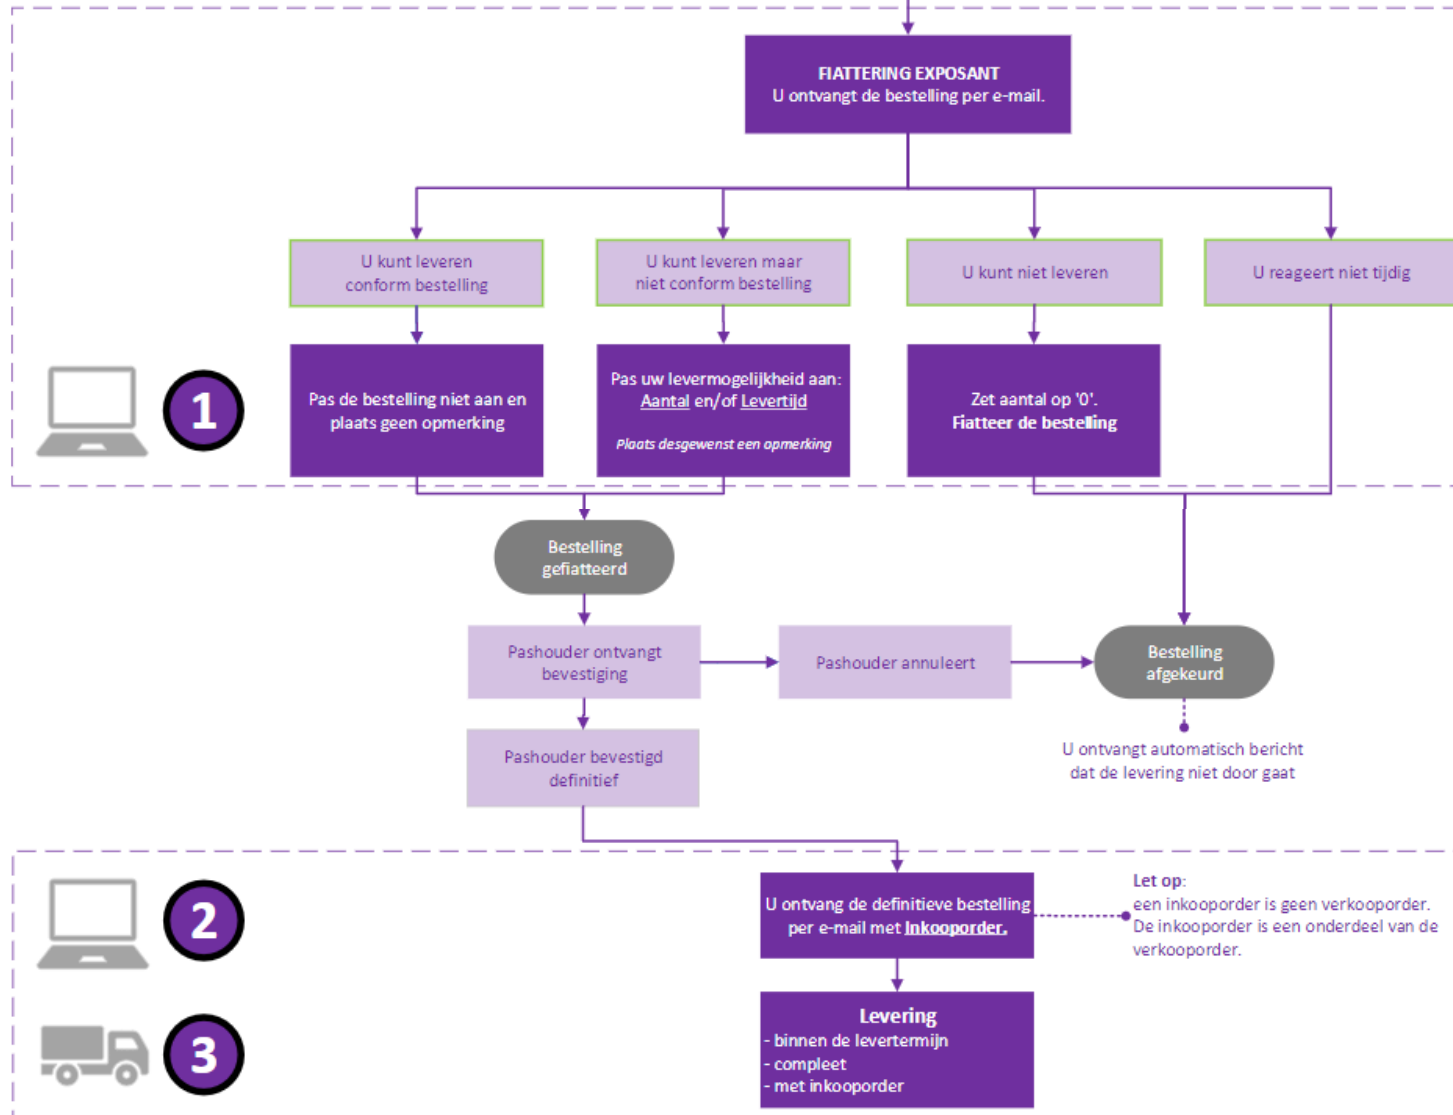 FIATTERING EXPOSANT
U ontvangt de bestelling per e-mail.
U kunt leveren
conform bestelling
U kunt leveren maar
niet conform bestelling
U kunt niet leveren
U reageert niet tijdig
1
Pas de bestelling niet aan en
plaats geen opmerking
Pas uw levermogelijkheid aan:
Aantal en/of Levertijd
Plaats desgewenst een opmerking
Zet aantal op '0'.
Fiatteer de bestelling
Bestelling
gefiatteerd
Pashouder ontvangt
bevestiging
Pashouder annuleert
Bestelling
afgekeurd
U ontvangt automatisch bericht
dat de levering niet door gaat
Pashouder bevestigd
definitief
2
U ontvang de definitieve bestelling
per e-mail met Inkooporder.
Let op:
een inkooporder is geen verkooporder.
De inkooporder is een onderdeel van de
verkooporder.
3
Levering
- binnen de levertermijn
- compleet
- met inkooporder